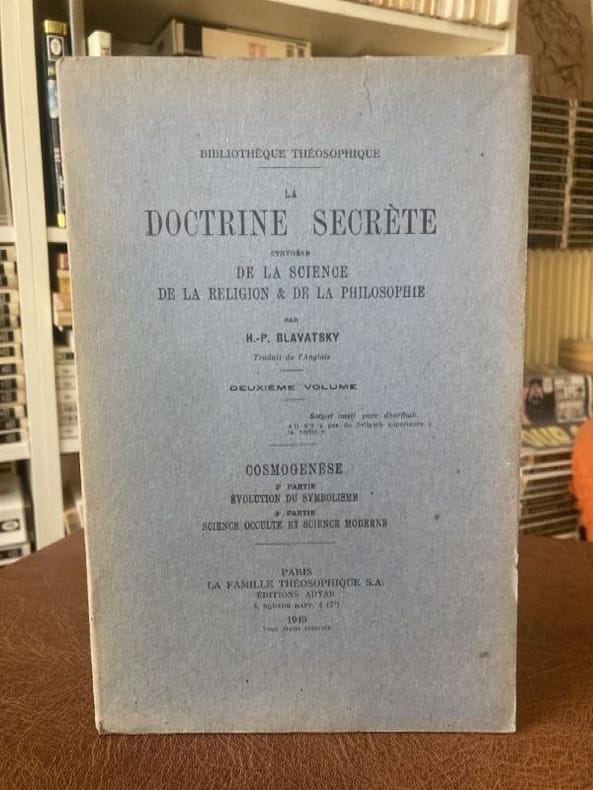 BIBLIOTHÈQUE THÉOSOPHIQUE
LA
DOCTRINE SECRÈTE
SYNTHÈSE
DE LA SCIENCE
DE LA RELIGION & DE LA PHILOSOPHIE
PAR
H.-P. BLAVATSKY
Traduit de l'Anglais
DEUXIÈME VOLUME
Satyat nasti paro dharmah.
« Il n'y a pas de Religion supérieure à
la vérité. »
COSMOGENÈSE
2e PARTIE
ÉVOLUTION DU SYMBOLISME
3e PARTIE
SCIENCE OCCULTE ET SCIENCE MODERNE
PARIS
LA FAMILLE THÉOSOPHIQUE S.A.
ÉDITIONS ADYAR
4, SQUARE RAPP, 4 (7e)
1949
Tous droits réservés